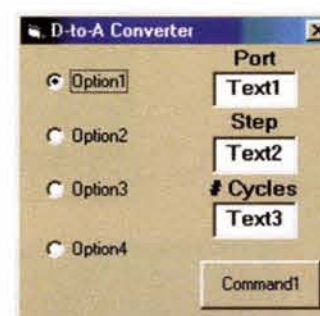 D-to-A Converter
Port
Option1
Text1
Step
Option2
Text2
# Cycles
Option3
Text3
Option4
Command1